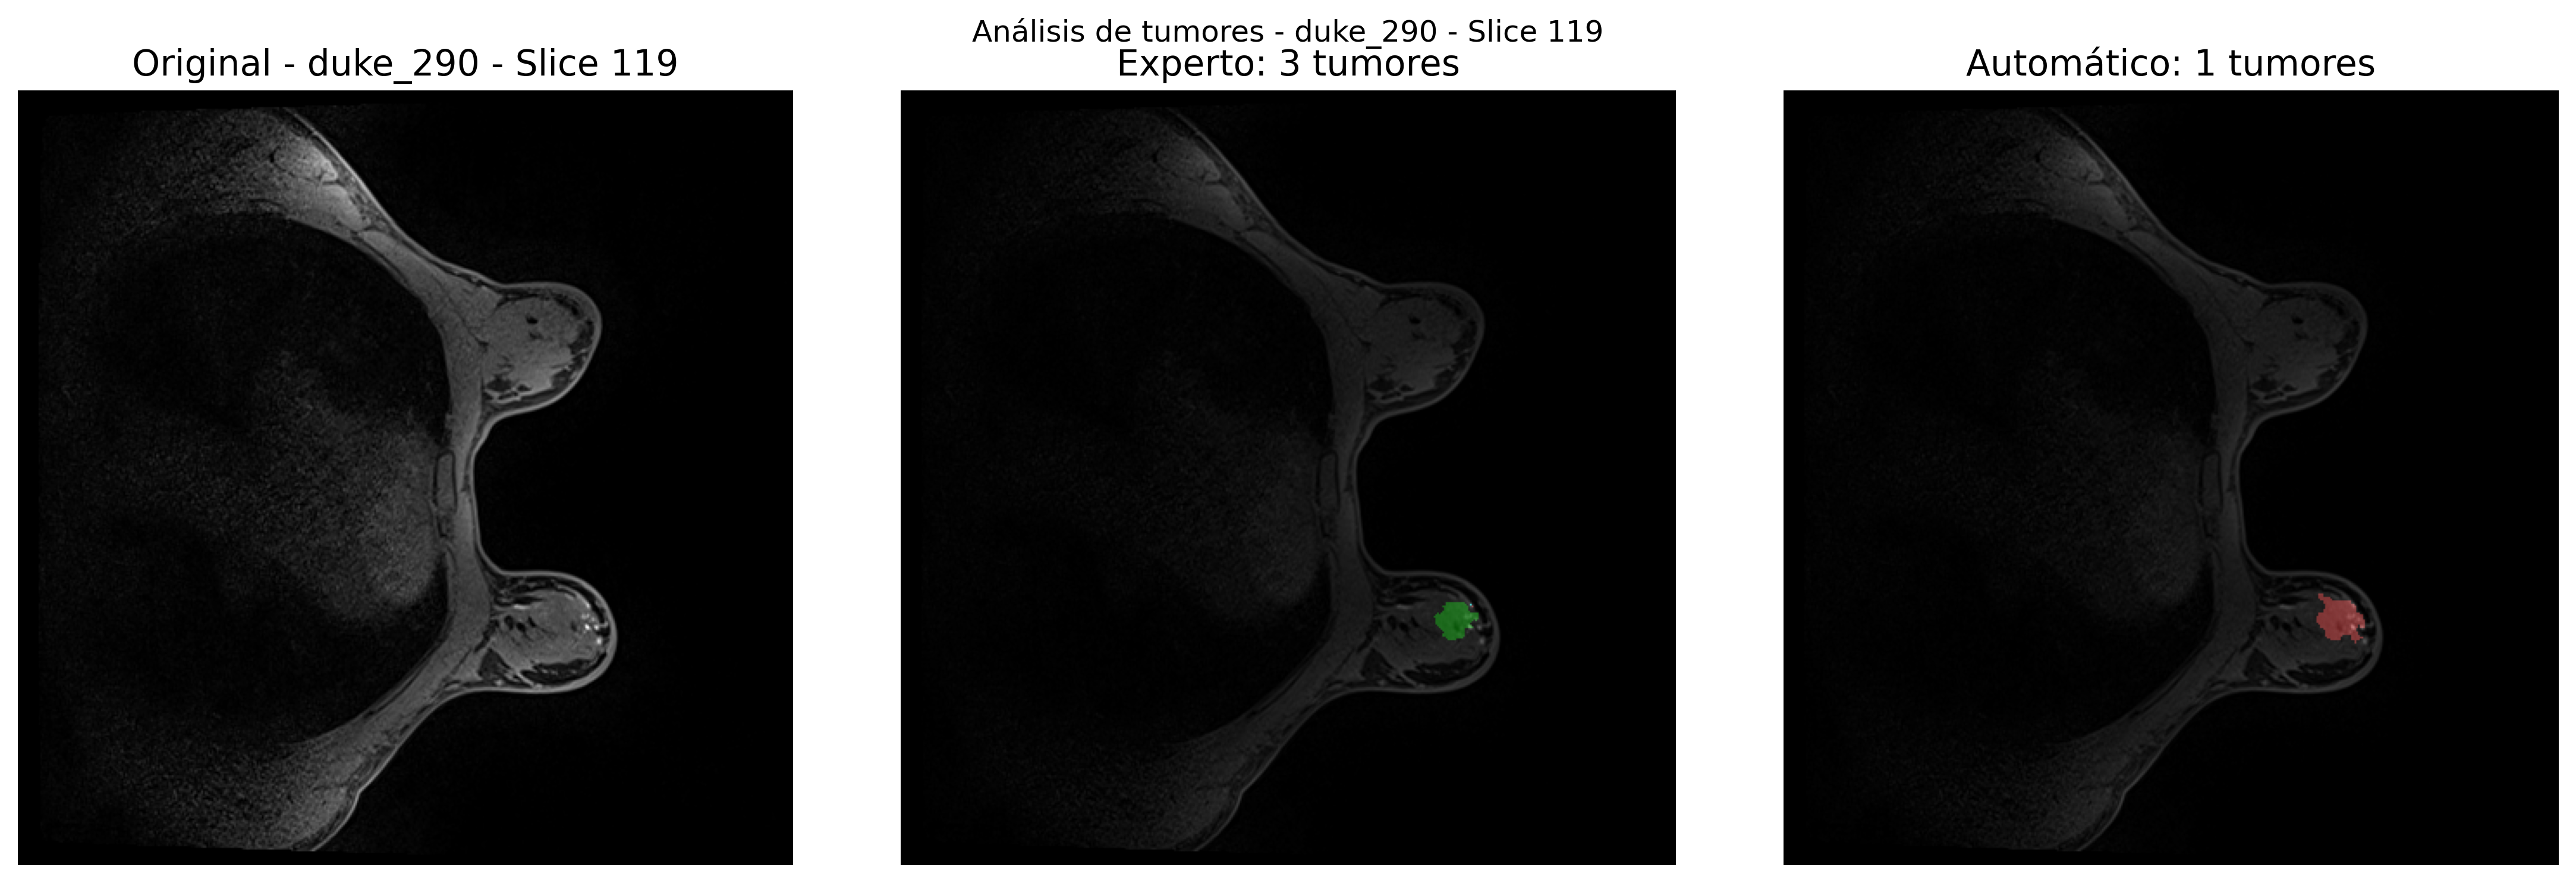 Análisis de tumores - duke_290 - Slice 119
Original - duke_290 - Slice 119
Experto: 3 tumores
Automático: 1 tumores